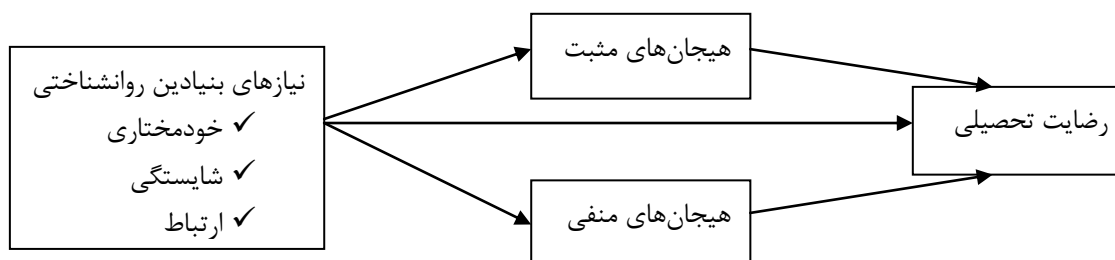 نیازهای بنیادین روانشناختی
✓ خودمختاری
✓ شایستگی
✓ ارتباط
هیجان‌های مثبت
هیجان‌های منفی
رضایت تحصیلی